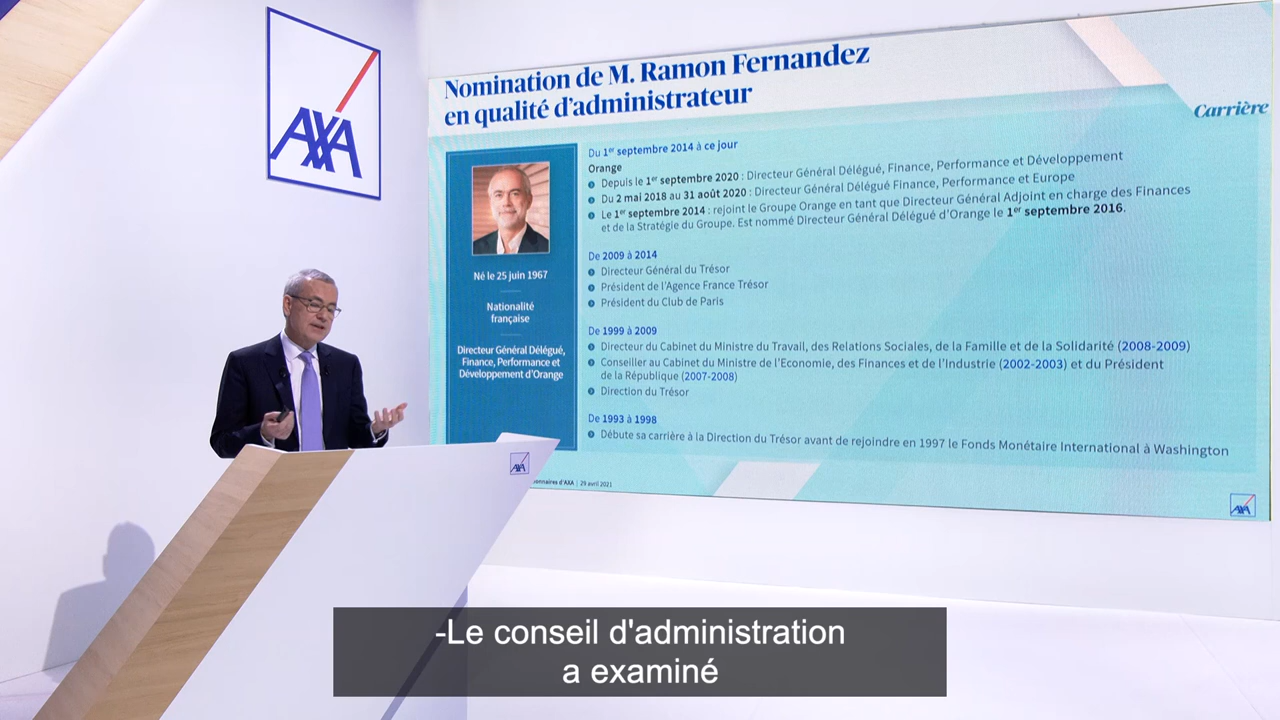 AXA
Nomination de M. Ramon Fernandez
en qualité d'administrateur
Carrière
Né le 25 juin 1967
Nationalité
française
Directeur Général Délégué,
Finance, Performance et
Développement d'Orange
Du 1er septembre 2014 à ce jour
Orange
Depuis le 1er septembre 2020 : Directeur Général Délégué, Finance, Performance et Développement
Du 2 mai 2018 au 31 août 2020 : Directeur Général Délégué Finance, Performance et Europe
Le 1er septembre 2014 : rejoint le Groupe Orange en tant que Directeur Général Adjoint en charge des Finances
et de la Stratégie du Groupe. Est nommé Directeur Général Délégué d'Orange le 1er septembre 2016.
De 2009 à 2014
Directeur Général du Trésor
Président de l'Agence France Trésor
Président du Club de Paris
De 1999 à 2009
Directeur du Cabinet du Ministre du Travail, des Relations Sociales, de la Famille et de la Solidarité (2008-2009)
Conseiller au Cabinet du Ministre de l'Economie, des Finances et de l'Industrie (2002-2003) et du Président
de la République (2007-2008)
Direction du Trésor
De 1993 à 1998
Débute sa carrière à la Direction du Trésor avant de rejoindre en 1997 le Fonds Monétaire International à Washington
d'AXA | 29 avril 2021
AXA
AXA
-Le conseil d'administration
a examiné